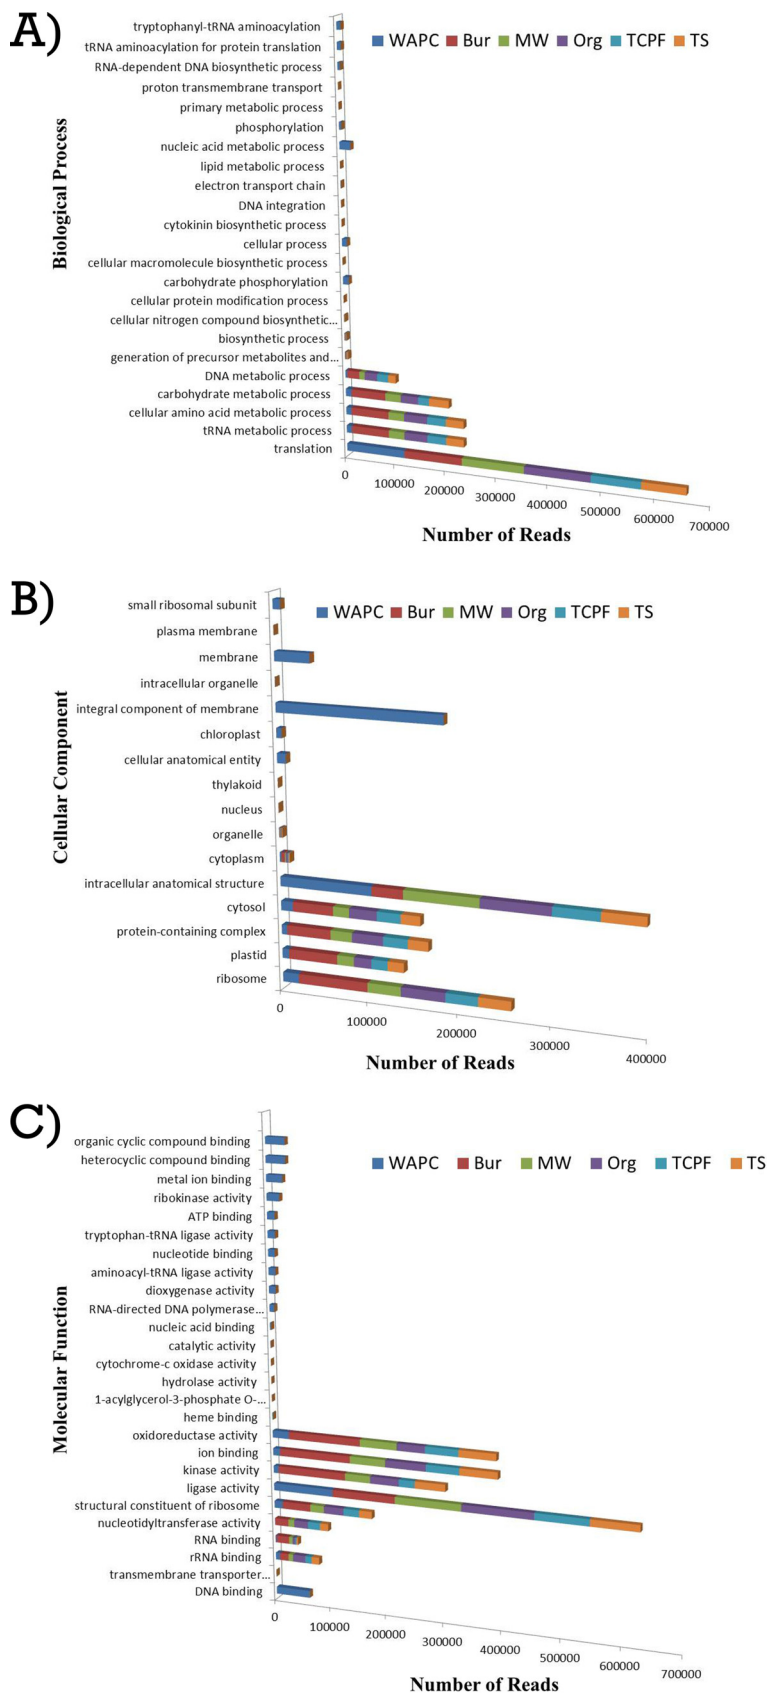 A)
WAPC Bur MW Org TCPF TS
Biological Process
tryptophanyl-tRNA aminoacylation
tRNA aminoacylation for protein translation
RNA-dependent DNA biosynthetic process
proton transmembrane transport
primary metabolic process
phosphorylation
nucleic acid metabolic process
lipid metabolic process
electron transport chain
DNA integration
cytokinin biosynthetic process
cellular process
cellular macromolecule biosynthetic process
carbohydrate phosphorylation
cellular protein modification process
cellular nitrogen compound biosynthetic...
biosynthetic process
generation of precursor metabolites and...
DNA metabolic process
carbohydrate metabolic process
cellular amino acid metabolic process
tRNA metabolic process
translation
0 100000 200000 300000 400000 500000 600000 700000
Number of Reads
B)
WAPC Bur MW Org TCPF TS
Cellular Component
small ribosomal subunit
plasma membrane
membrane
intracellular organelle
integral component of membrane
chloroplast
cellular anatomical entity
thylakoid
nucleus
organelle
cytoplasm
intracellular anatomical structure
cytosol
protein-containing complex
plastid
ribosome
0 100000 200000 300000 400000
Number of Reads
C)
WAPC Bur MW Org TCPF TS
Molecular Function
organic cyclic compound binding
heterocyclic compound binding
metal ion binding
ribokinase activity
ATP binding
tryptophan-tRNA ligase activity
nucleotide binding
aminoacyl-tRNA ligase activity
dioxygenase activity
RNA-directed DNA polymerase...
nucleic acid binding
catalytic activity
cytochrome-c oxidase activity
hydrolase activity
1-acylglycerol-3-phosphate O-...
heme binding
oxidoreductase activity
ion binding
kinase activity
ligase activity
structural constituent of ribosome
nucleotidyltransferase activity
RNA binding
rRNA binding
transmembrane transporter...
DNA binding
0 100000 200000 300000 400000 500000 600000 700000
Number of Reads